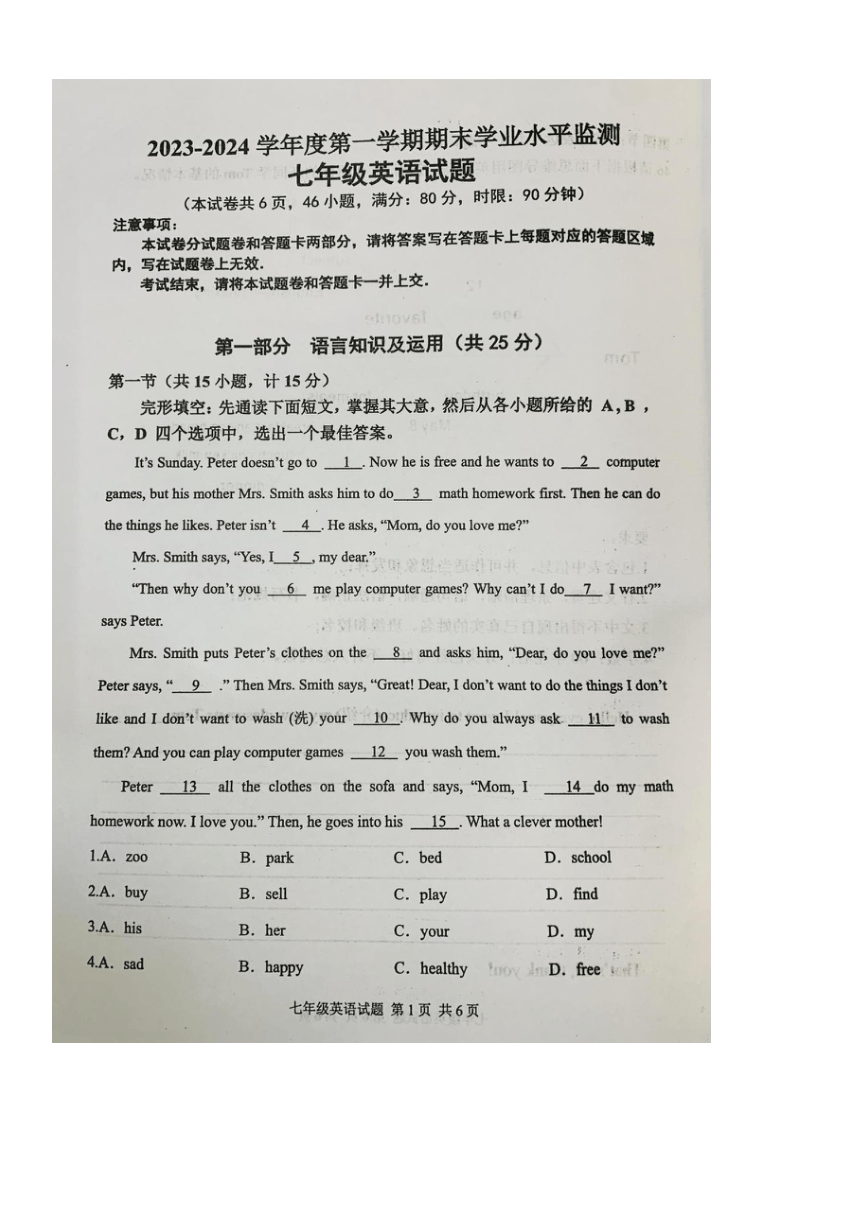 2023-2024 学年度第一学期期末学业水平监测
七年级英语试题
（本试卷共 6 页，46 小题，满分：80 分，时限：90 分钟）
注意事项：
本试卷分试题卷和答题卡两部分，请将答案写在答题卡上每题对应的答题区域
内，写在试题卷上无效．
考试结束，请将本试题卷和答题卡一并上交．
第一部分 语言知识及运用（共 25 分）
第一节（共 15 小题，计 15 分）
完形填空：先通读下面短文，掌握其大意，然后从各小题所给的 A，B，
C，D 四个选项中，选出一个最佳答案。
It's Sunday. Peter doesn't go to __1__. Now he is free and he wants to __2__ computer
games, but his mother Mrs. Smith asks him to do__3__ math homework first. Then he can do
the things he likes. Peter isn't __4__. He asks, “Mom, do you love me?”
Mrs. Smith says, “Yes, I__5__, my dear.”
“Then why don't you __6__ me play computer games? Why can't I do__7__ I want?”
says Peter.
Mrs. Smith puts Peter's clothes on the __8__ and asks him, “Dear, do you love me?”
Peter says, “__9__.” Then Mrs. Smith says, “Great! Dear, I don't want to do the things I don't
like and I don't want to wash (洗) your __10__. Why do you always ask __11__ to wash
them? And you can play computer games __12__ you wash them.”
Peter __13__ all the clothes on the sofa and says, “Mom, I __14__do my math
homework now. I love you.” Then, he goes into his __15__. What a clever mother!
1.A．zoo B．park C．bed D．school
2.A．buy B．sell C．play D．find
3.A．his B．her C．your D．my
4.A．sad B．happy C．healthy D．free
七年级英语试题 第 1 页 共 6 页